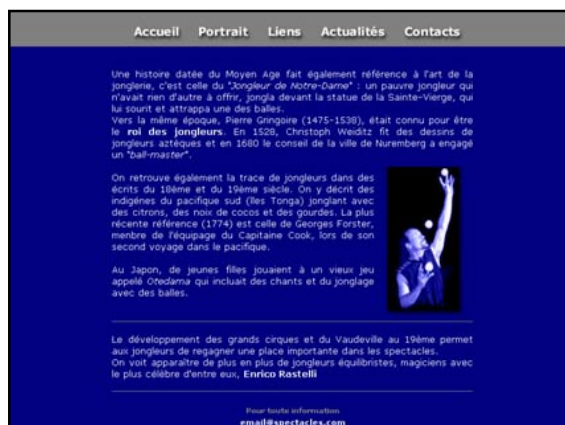 Accueil Portrait Liens Actualités Contacts
Une histoire datée du Moyen Age fait également référence à l'art de la
jonglerie, c'est celle du "Jongleur de Notre-Dame" : un pauvre jongleur qui
n'avait rien d'autre à offrir, jongla devant la statue de la Sainte-Vierge, qui
lui sourit et attrappa une des balles.
Vers la même époque, Pierre Gringoire (1475-1538), était connu pour être
le roi des jongleurs. En 1528, Christoph Weiditz fit des dessins de
jongleurs aztèques et en 1680 le conseil de la ville de Nuremberg a engagé
un "ball-master".
On retrouve également la trace de jongleurs dans des
écrits du 18ème et du 19ème siècle. On y décrit des
indigénes du pacifique sud (îles Tonga) jonglant avec
des citrons, des noix de cocos et des gourdes. La plus
récente référence (1774) est celle de Georges Forster,
menbre de l'équipage du Capitaine Cook, lors de son
second voyage dans le pacifique.
Au Japon, de jeunes filles jouaient à un vieux jeu
appelé Otedama qui incluait des chants et du jonglage
avec des balles.
Le développement des grands cirques et du Vaudeville au 19ème permet
aux jongleurs de regagner une place importante dans les spectacles.
On voit apparaître de plus en plus de jongleurs équilibristes, magiciens avec
le plus célèbre d'entre eux, Enrico Rastelli
Pour toute information
email@spectacles.com